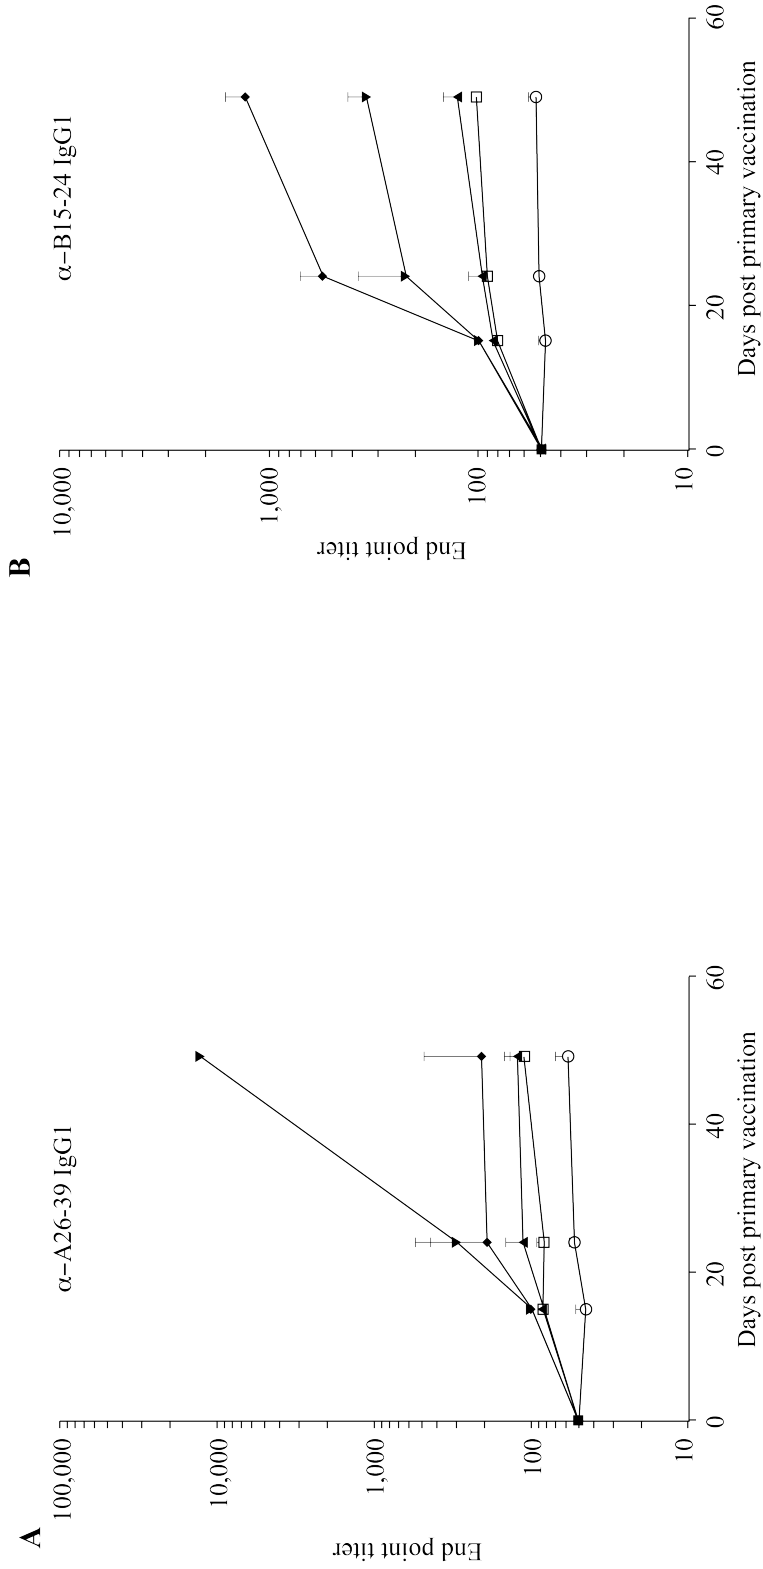 A
α–A26-39 IgG1
100,000
10,000
1,000
100
10
End point titer
0
20
40
60
Days post primary vaccination
B
α–B15-24 IgG1
10,000
1,000
100
10
End point titer
0
20
40
60
Days post primary vaccination